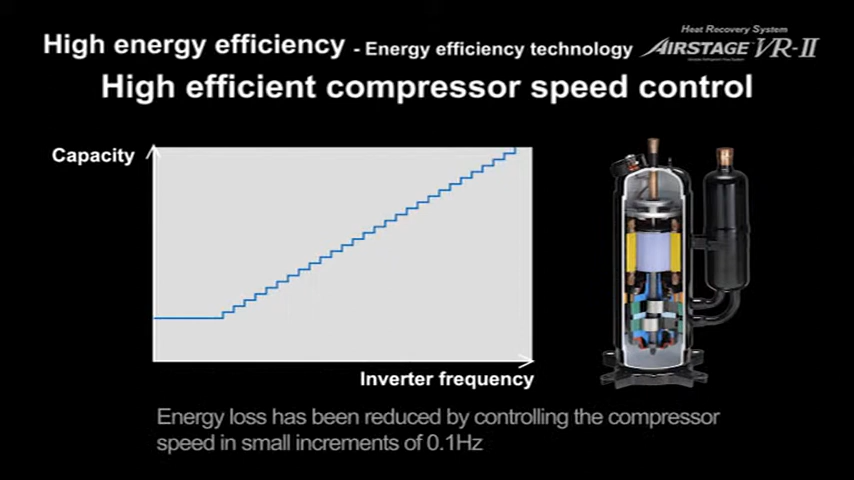 Heat Recovery System
High energy efficiency - Energy efficiency technology
AIRSTAGE VR-II
High efficient compressor speed control
Capacity
Inverter frequency
Energy loss has been reduced by controlling the compressor
speed in small increments of 0.1Hz